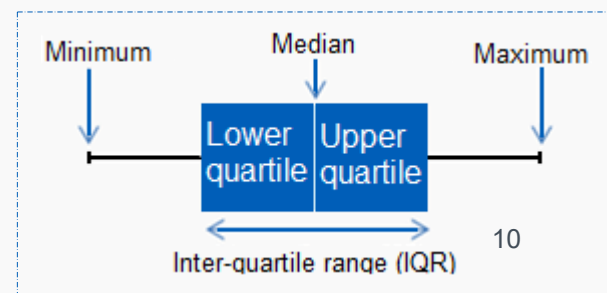 Minimum
Median
Maximum
Lower
quartile
Upper
quartile
10
Inter-quartile range (IQR)